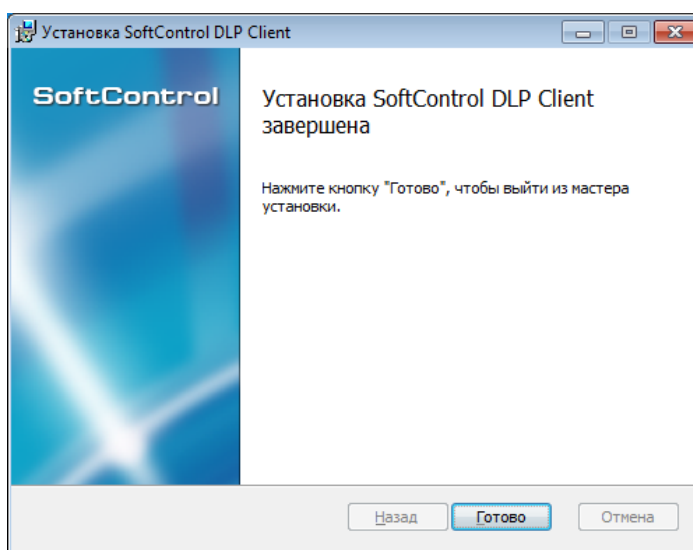 Установка SoftControl DLP Client
SoftControl
Установка SoftControl DLP Client
завершена
Нажмите кнопку "Готово", чтобы выйти из мастера
установки.
Назад
Готово
Отмена